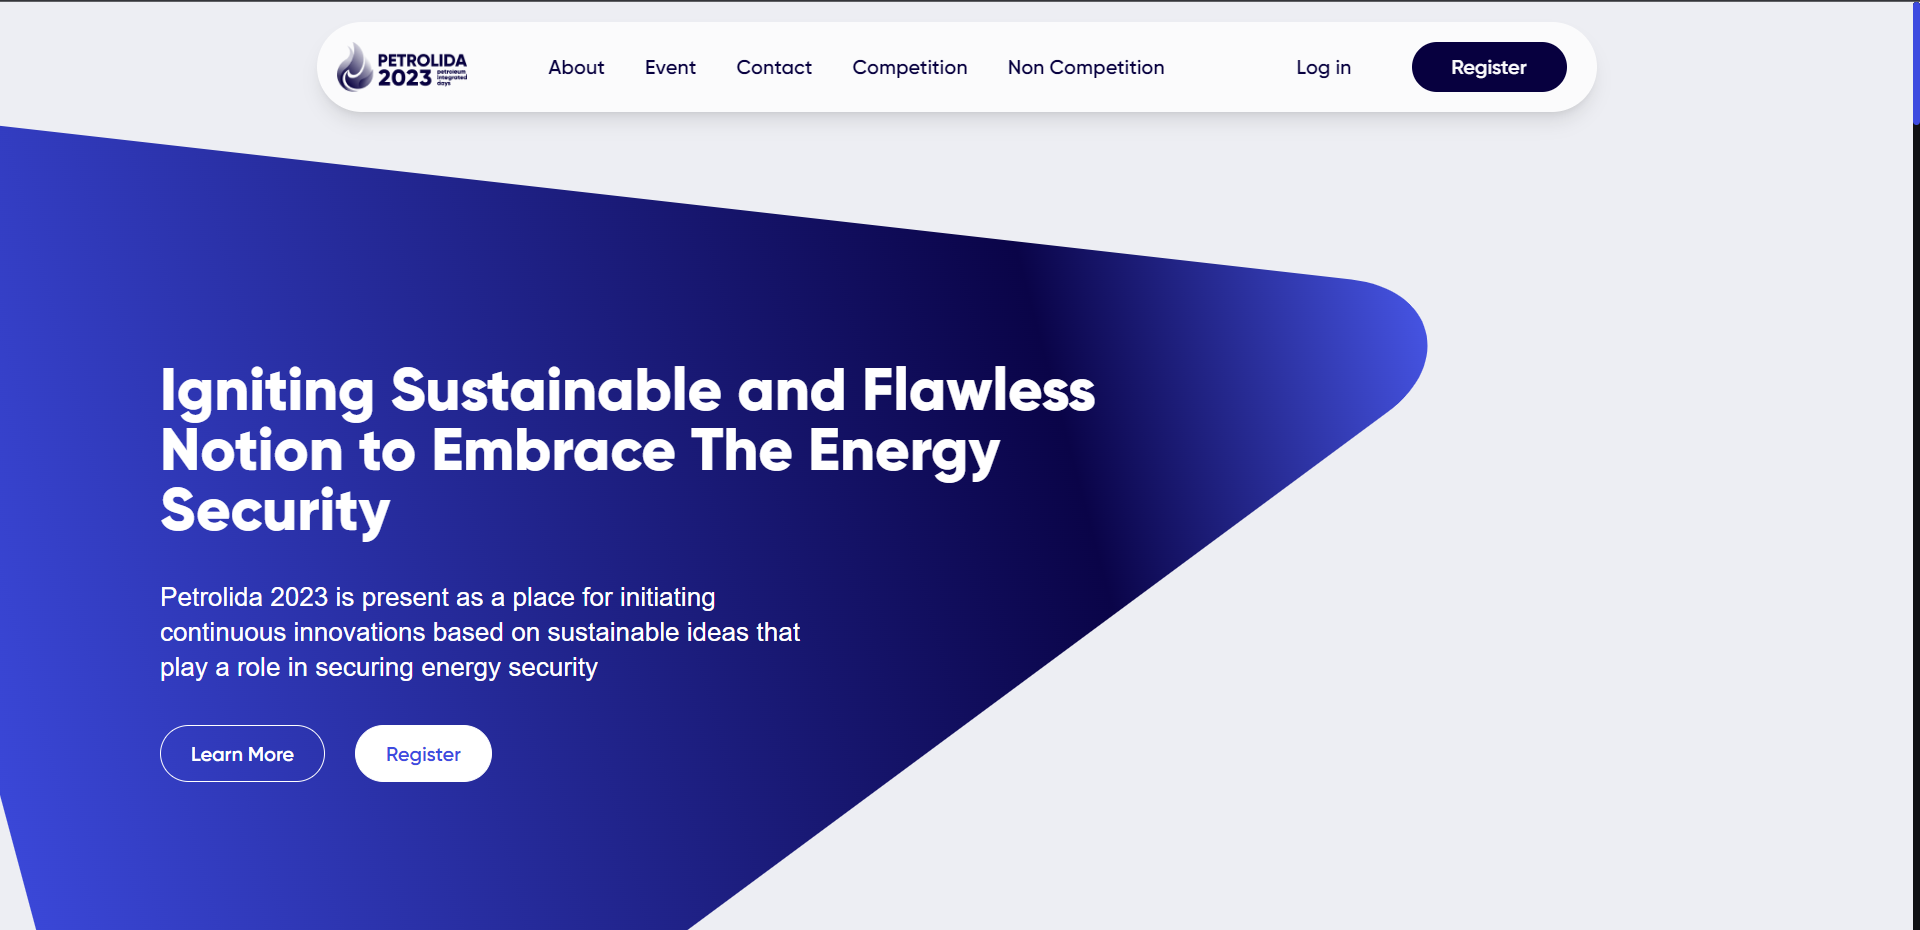 PETROLIDA
2023 petroleum
integrated
days
About Event Contact Competition Non Competition Log in Register
Igniting Sustainable and Flawless
Notion to Embrace The Energy
Security
Petrolida 2023 is present as a place for initiating
continuous innovations based on sustainable ideas that
play a role in securing energy security
Learn More Register